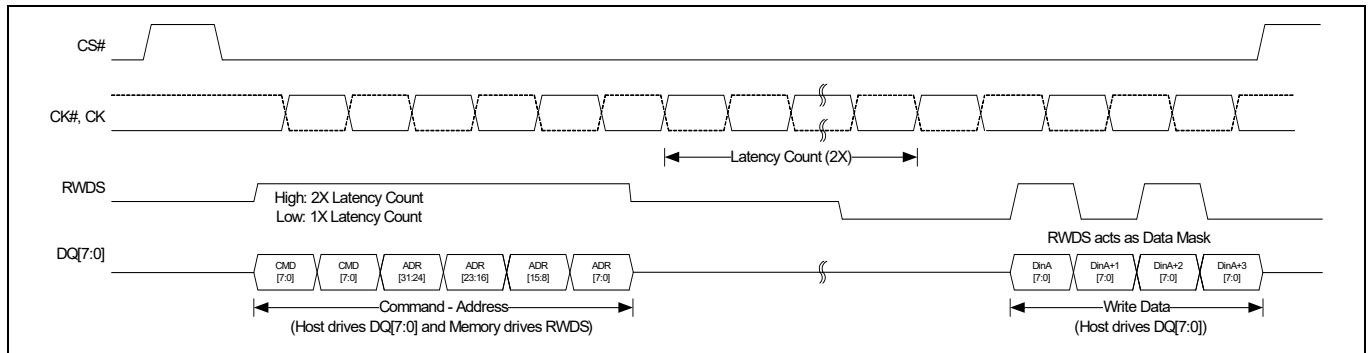 CS#
CK#, CK
Latency Count (2X)
RWDS
High: 2X Latency Count
Low: 1X Latency Count
RWDS acts as Data Mask
DQ[7:0]
CMD [7:0]
CMD [7:0]
ADR [31:24]
ADR [23:16]
ADR [15:8]
ADR [7:0]
DinA [7:0]
DinA+1 [7:0]
DinA+2 [7:0]
DinA+3 [7:0]
Command - Address
(Host drives DQ[7:0] and Memory drives RWDS)
Write Data
(Host drives DQ[7:0])